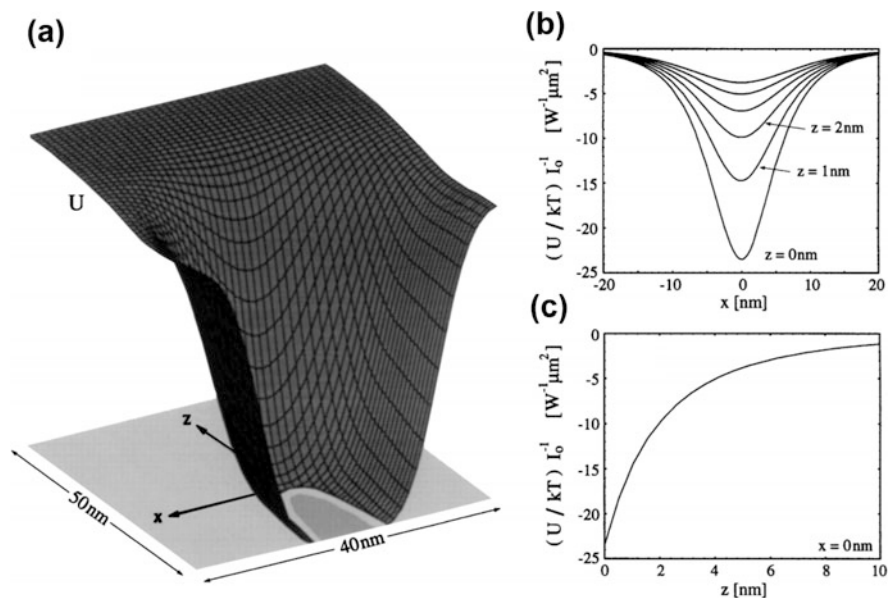 (a)
U
z
x
50nm
40nm
(b)
(U / kT) I₀⁻¹ [W⁻¹μm²]
0
-5
-10
-15
-20
-25
z = 2nm
z = 1nm
z = 0nm
-20
-10
0
10
20
x [nm]
(c)
(U / kT) I₀⁻¹ [W⁻¹μm²]
0
-5
-10
-15
-20
-25
x = 0nm
0
2
4
6
8
10
z [nm]